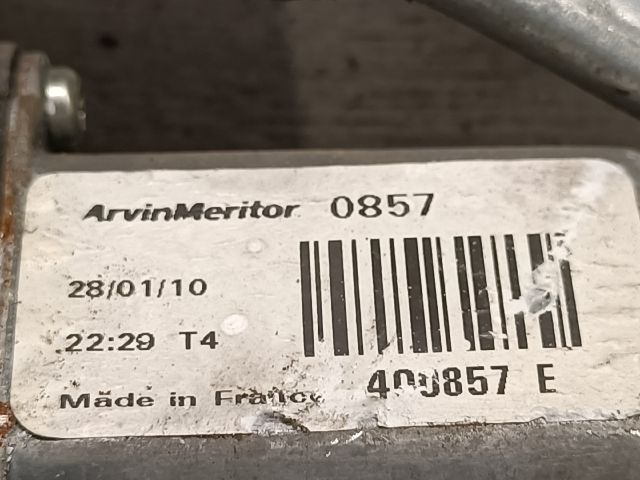 ArvinMeritor 0857
28/01/10
22:29 T4
Made in France
400857 E